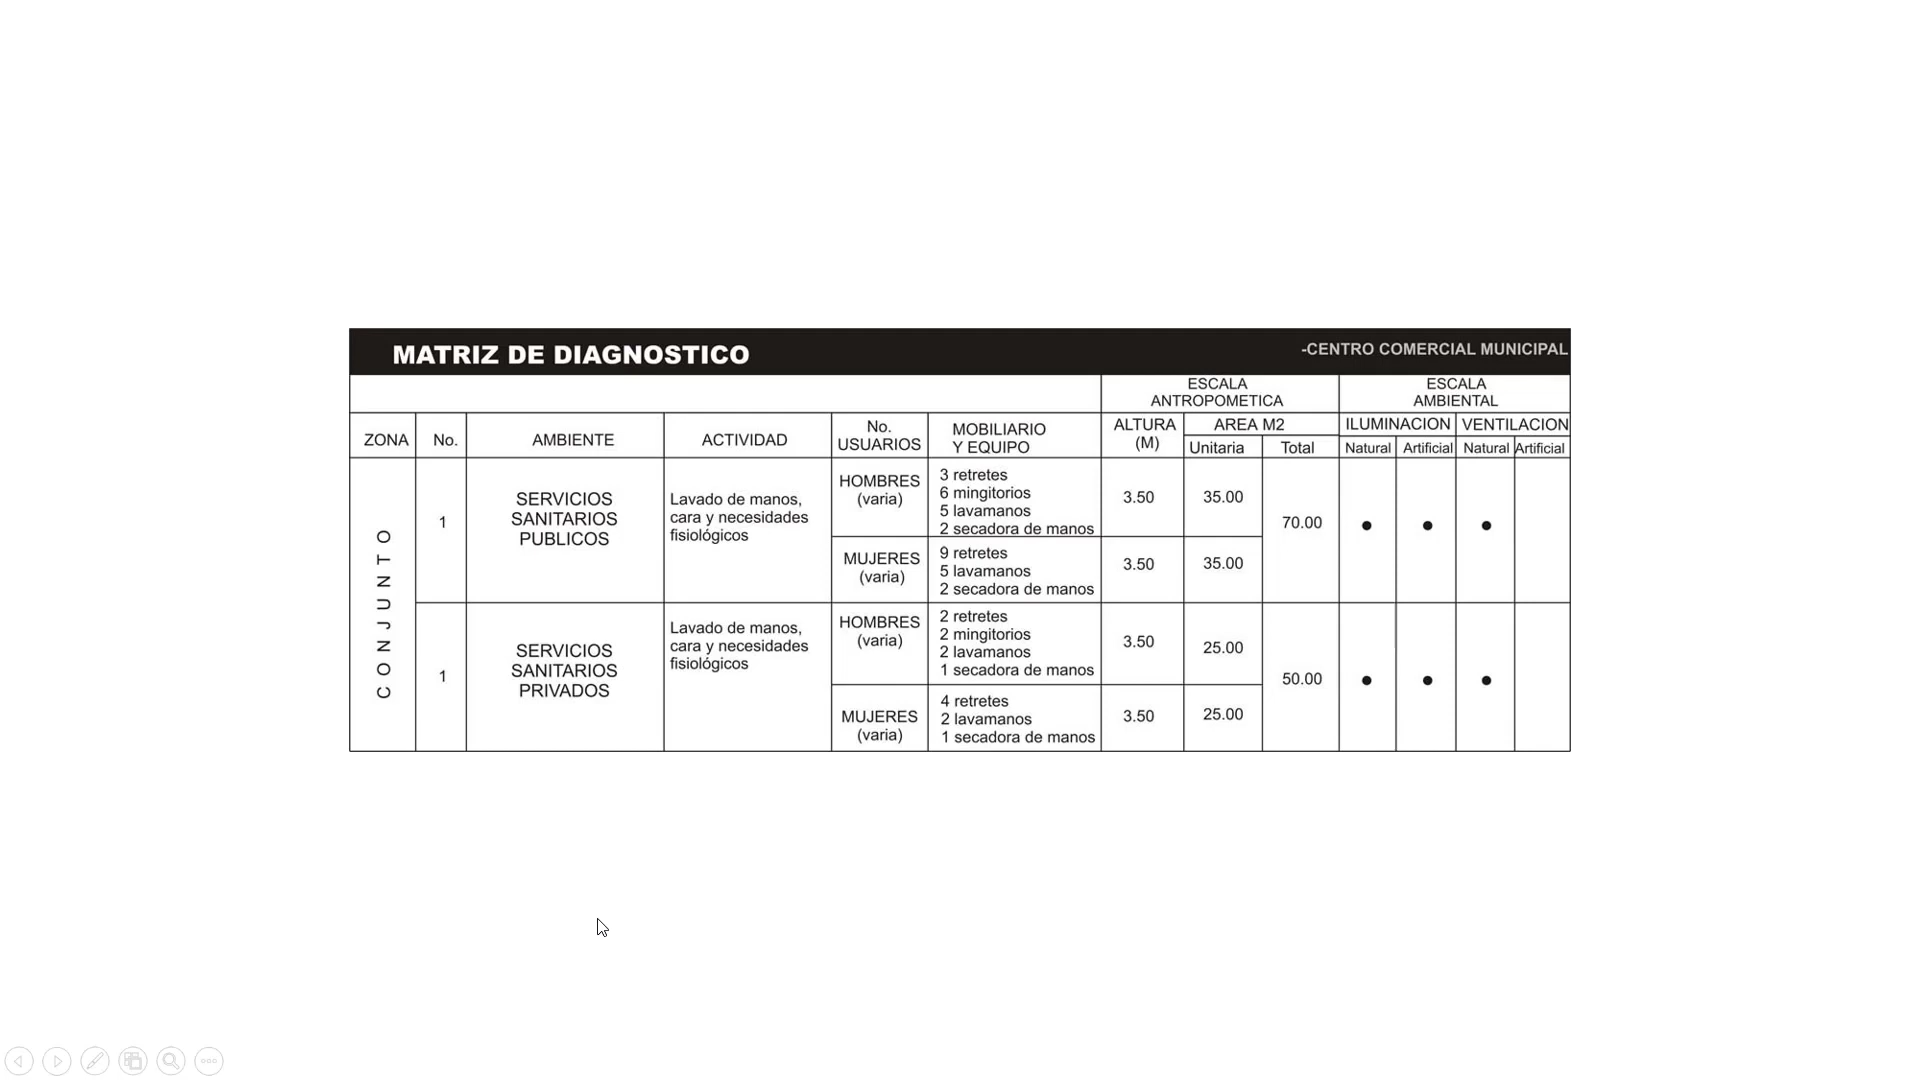 MATRIZ DE DIAGNOSTICO
-CENTRO COMERCIAL MUNICIPAL
ESCALA
ANTROPOMETICA
ESCALA
AMBIENTAL
ZONA
No.
AMBIENTE
ACTIVIDAD
No.
USUARIOS
MOBILIARIO
Y EQUIPO
ALTURA
(M)
AREA M2
Unitaria
Total
ILUMINACION
VENTILACION
Natural
Artificial
Natural
Artificial
CONJUNTO
1
SERVICIOS
SANITARIOS
PUBLICOS
Lavado de manos,
cara y necesidades
fisiológicos
HOMBRES
(varia)
3 retretes
6 mingitorios
5 lavamanos
2 secadora de manos
3.50
35.00
70.00
MUJERES
(varia)
9 retretes
5 lavamanos
2 secadora de manos
3.50
35.00
1
SERVICIOS
SANITARIOS
PRIVADOS
Lavado de manos,
cara y necesidades
fisiológicos
HOMBRES
(varia)
2 retretes
2 mingitorios
2 lavamanos
1 secadora de manos
3.50
25.00
50.00
MUJERES
(varia)
4 retretes
2 lavamanos
1 secadora de manos
3.50
25.00